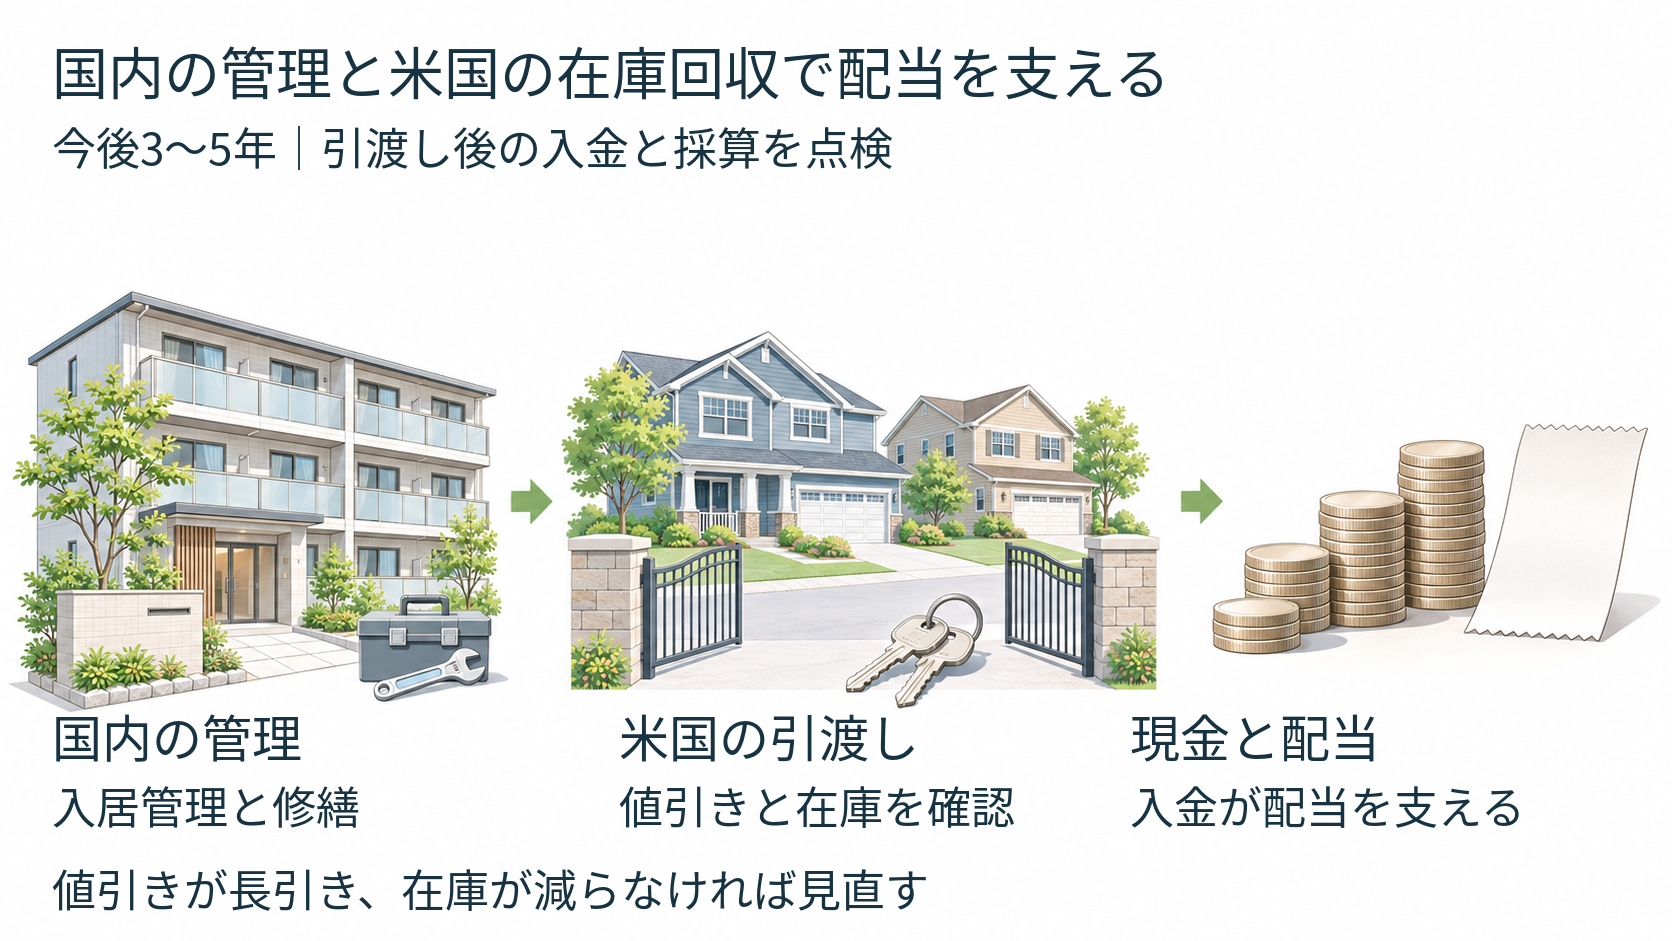 国内の管理と米国の在庫回収で配当を支える
今後3～5年｜引渡し後の入金と採算を点検
国内の管理
入居管理と修繕
米国の引渡し
値引きと在庫を確認
現金と配当
入金が配当を支える
値引きが長引き、在庫が減らなければ見直す